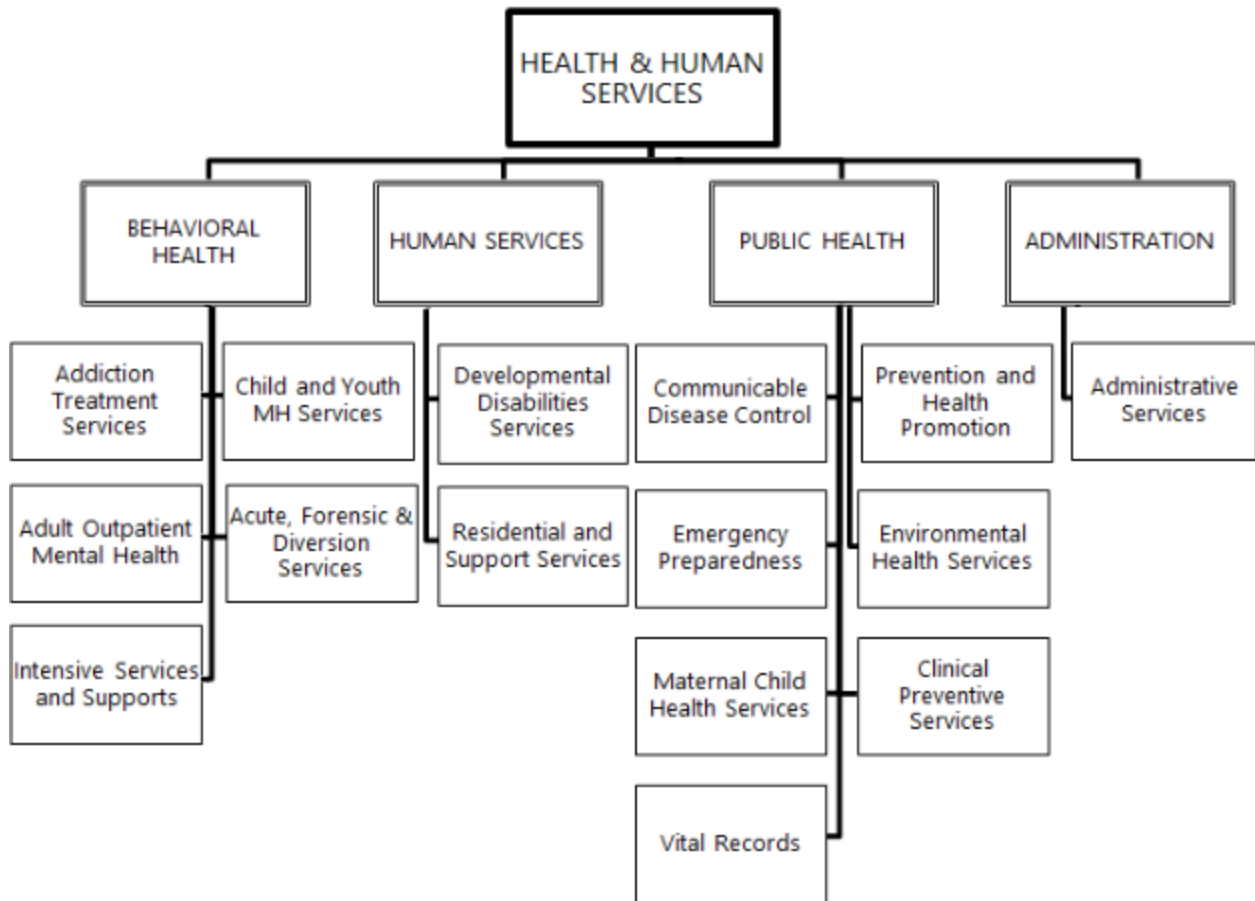 HEALTH & HUMAN
SERVICES
BEHAVIORAL
HEALTH
HUMAN SERVICES
PUBLIC HEALTH
ADMINISTRATION
Addiction
Treatment
Services
Child and Youth
MH Services
Adult Outpatient
Mental Health
Acute, Forensic &
Diversion
Services
Intensive Services
and Supports
Developmental
Disabilities
Services
Residential and
Support Services
Communicable
Disease Control
Prevention and
Health
Promotion
Emergency
Preparedness
Environmental
Health Services
Maternal Child
Health Services
Clinical
Preventive
Services
Vital Records
Administrative
Services